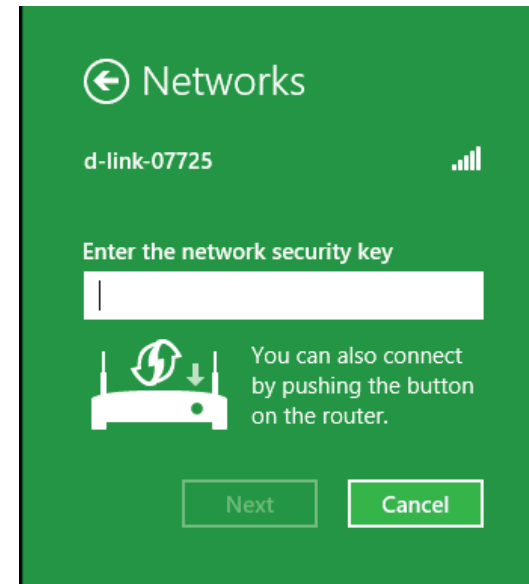 Networks
d-link-07725
Enter the network security key
You can also connect
by pushing the button
on the router.
Next
Cancel